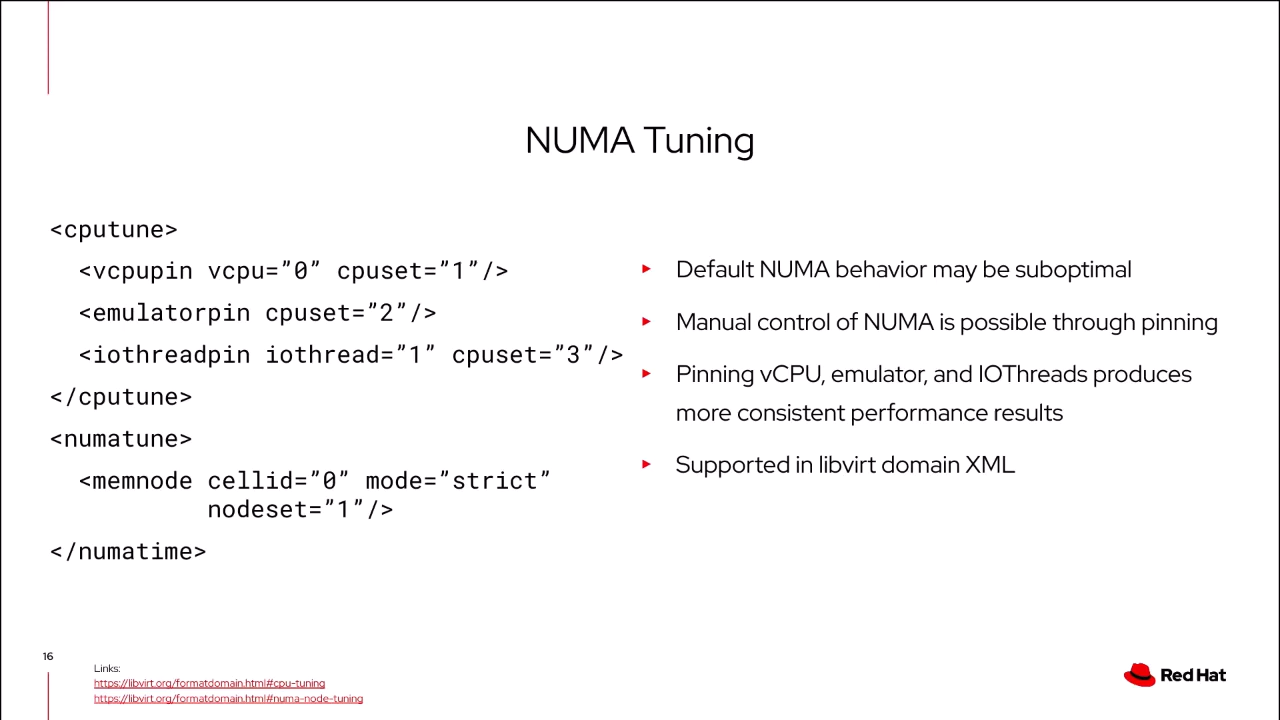 NUMA Tuning
<cputune>
<vcpupin vcpu=”0” cpuset=”1”/>
<emulatorpin cpuset=”2”/>
<iothreadpin iothread=”1” cpuset=”3”/>
</cputune>
<numatune>
<memnode cellid=”0” mode=”strict”
nodeset=”1”/>
</numatime>
Default NUMA behavior may be suboptimal
Manual control of NUMA is possible through pinning
Pinning vCPU, emulator, and IOThreads produces
more consistent performance results
Supported in libvirt domain XML
16
Links:
https://libvirt.org/formatdomain.html#cpu-tuning
https://libvirt.org/formatdomain.html#numa-node-tuning
Red Hat